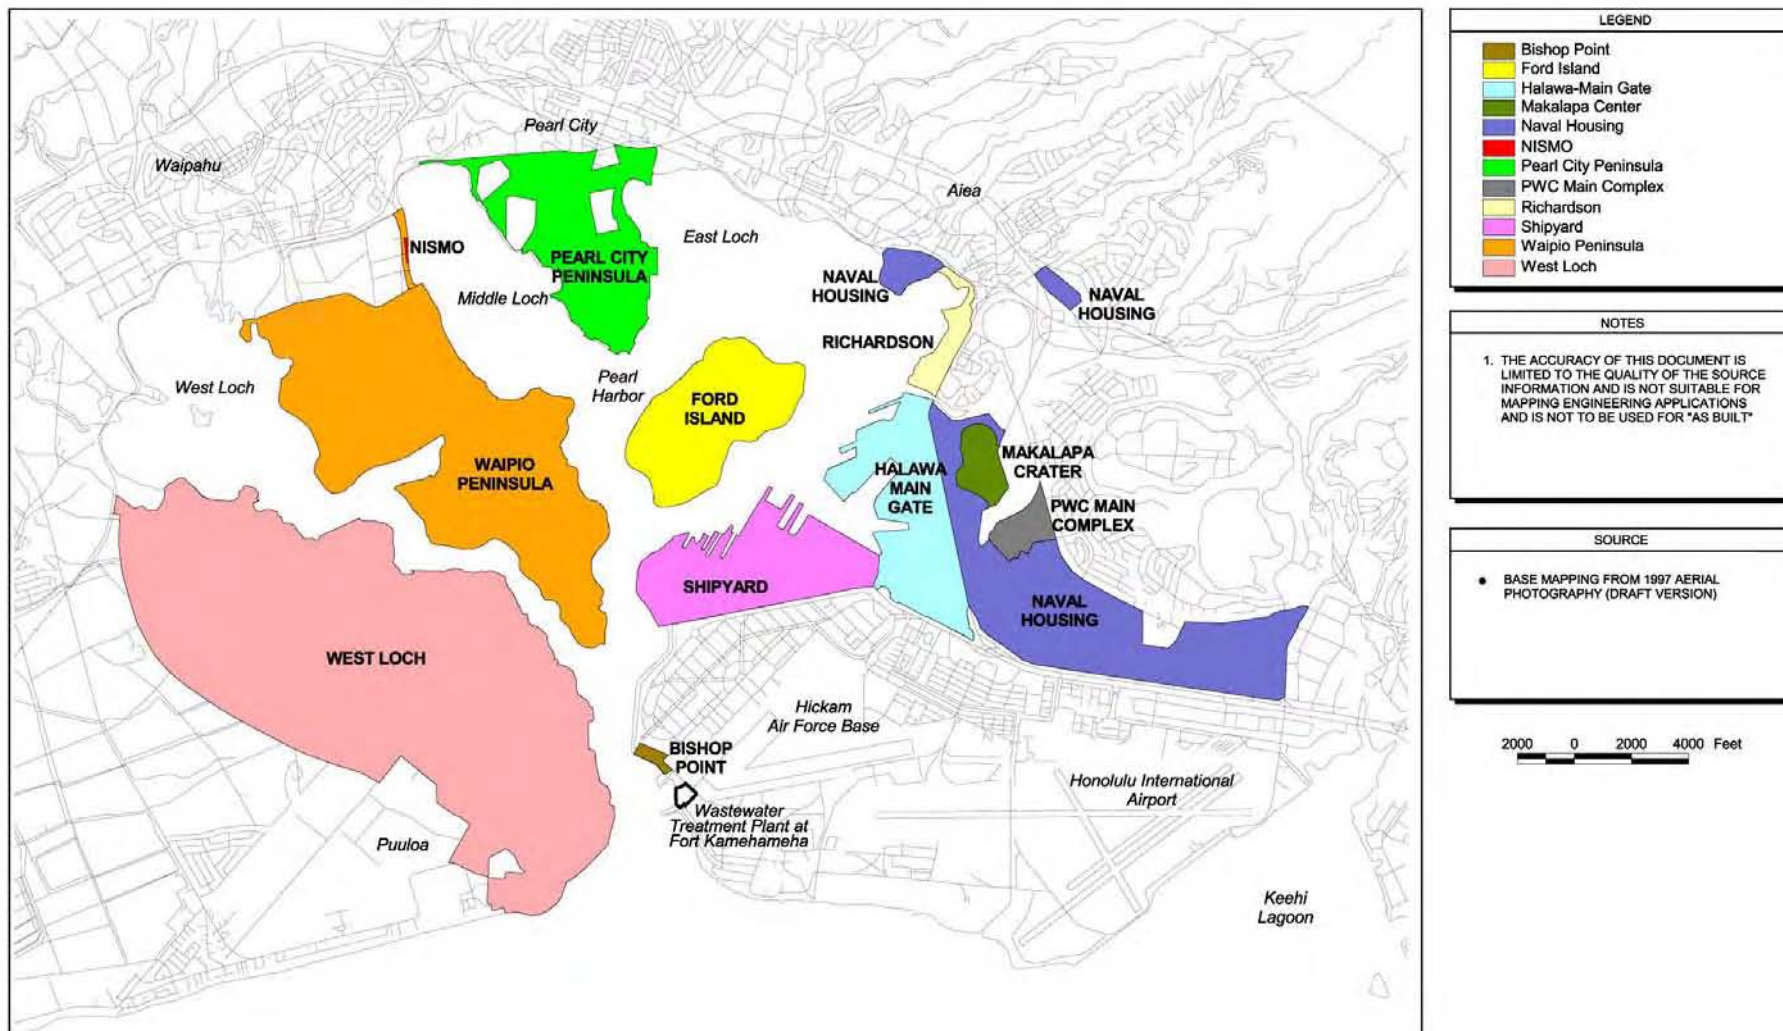 Pearl City
Waipahu
Aiea
East Loch
NISMO
PEARL CITY
PENINSULA
Middle Loch
NAVAL
HOUSING
NAVAL
HOUSING
RICHARDSON
West Loch
Pearl
Harbor
FORD
ISLAND
WAIPIO
PENINSULA
HALAWA
MAIN
GATE
MAKALAPA
CRATER
PWC MAIN
COMPLEX
SHIPYARD
NAVAL
HOUSING
WEST LOCH
Hickam
Air Force Base
BISHOP
POINT
Honolulu International
Airport
Wastewater
Treatment Plant at
Fort Kamehameha
Puuloa
Keehi
Lagoon
LEGEND
Bishop Point
Ford Island
Halawa-Main Gate
Makalapa Center
Naval Housing
NISMO
Pearl City Peninsula
PWC Main Complex
Richardson
Shipyard
Waipio Peninsula
West Loch
NOTES
1. THE ACCURACY OF THIS DOCUMENT IS
LIMITED TO THE QUALITY OF THE SOURCE
INFORMATION AND IS NOT SUITABLE FOR
MAPPING ENGINEERING APPLICATIONS
AND IS NOT TO BE USED FOR "AS BUILT"
SOURCE
● BASE MAPPING FROM 1997 AERIAL
PHOTOGRAPHY (DRAFT VERSION)
2000 0 2000 4000 Feet